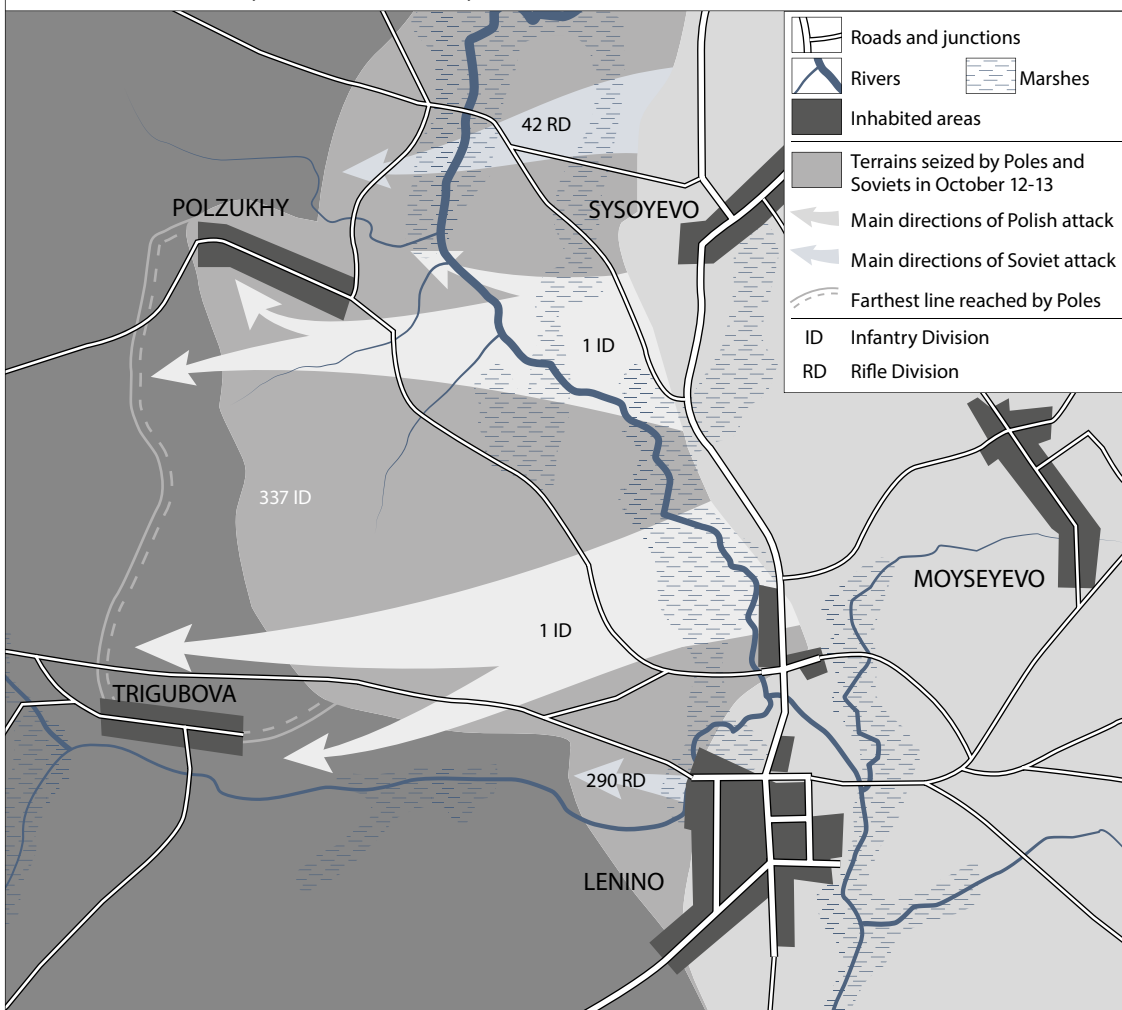 Roads and junctions
Rivers
Marshes
Inhabited areas
Terrains seized by Poles and
Soviets in October 12-13
Main directions of Polish attack
Main directions of Soviet attack
Farthest line reached by Poles
ID Infantry Division
RD Rifle Division
42 RD
POLZUKHY
SYSOYEVO
1 ID
337 ID
MOYSEYEVO
1 ID
TRIGUBOVA
290 RD
LENINO